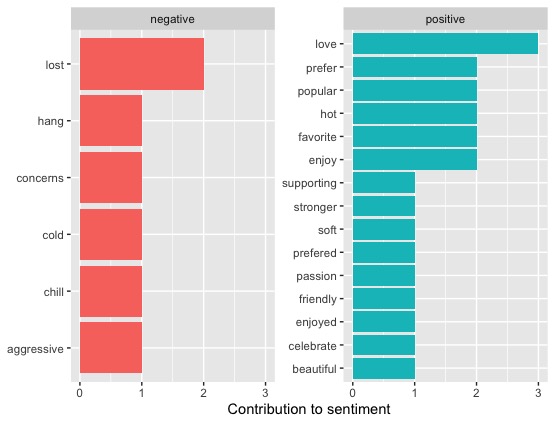 negative
lost
hang
concerns
cold
chill
aggressive
0 1 2 3
positive
love
prefer
popular
hot
favorite
enjoy
supporting
stronger
soft
prefered
passion
friendly
enjoyed
celebrate
beautiful
0 1 2 3
Contribution to sentiment